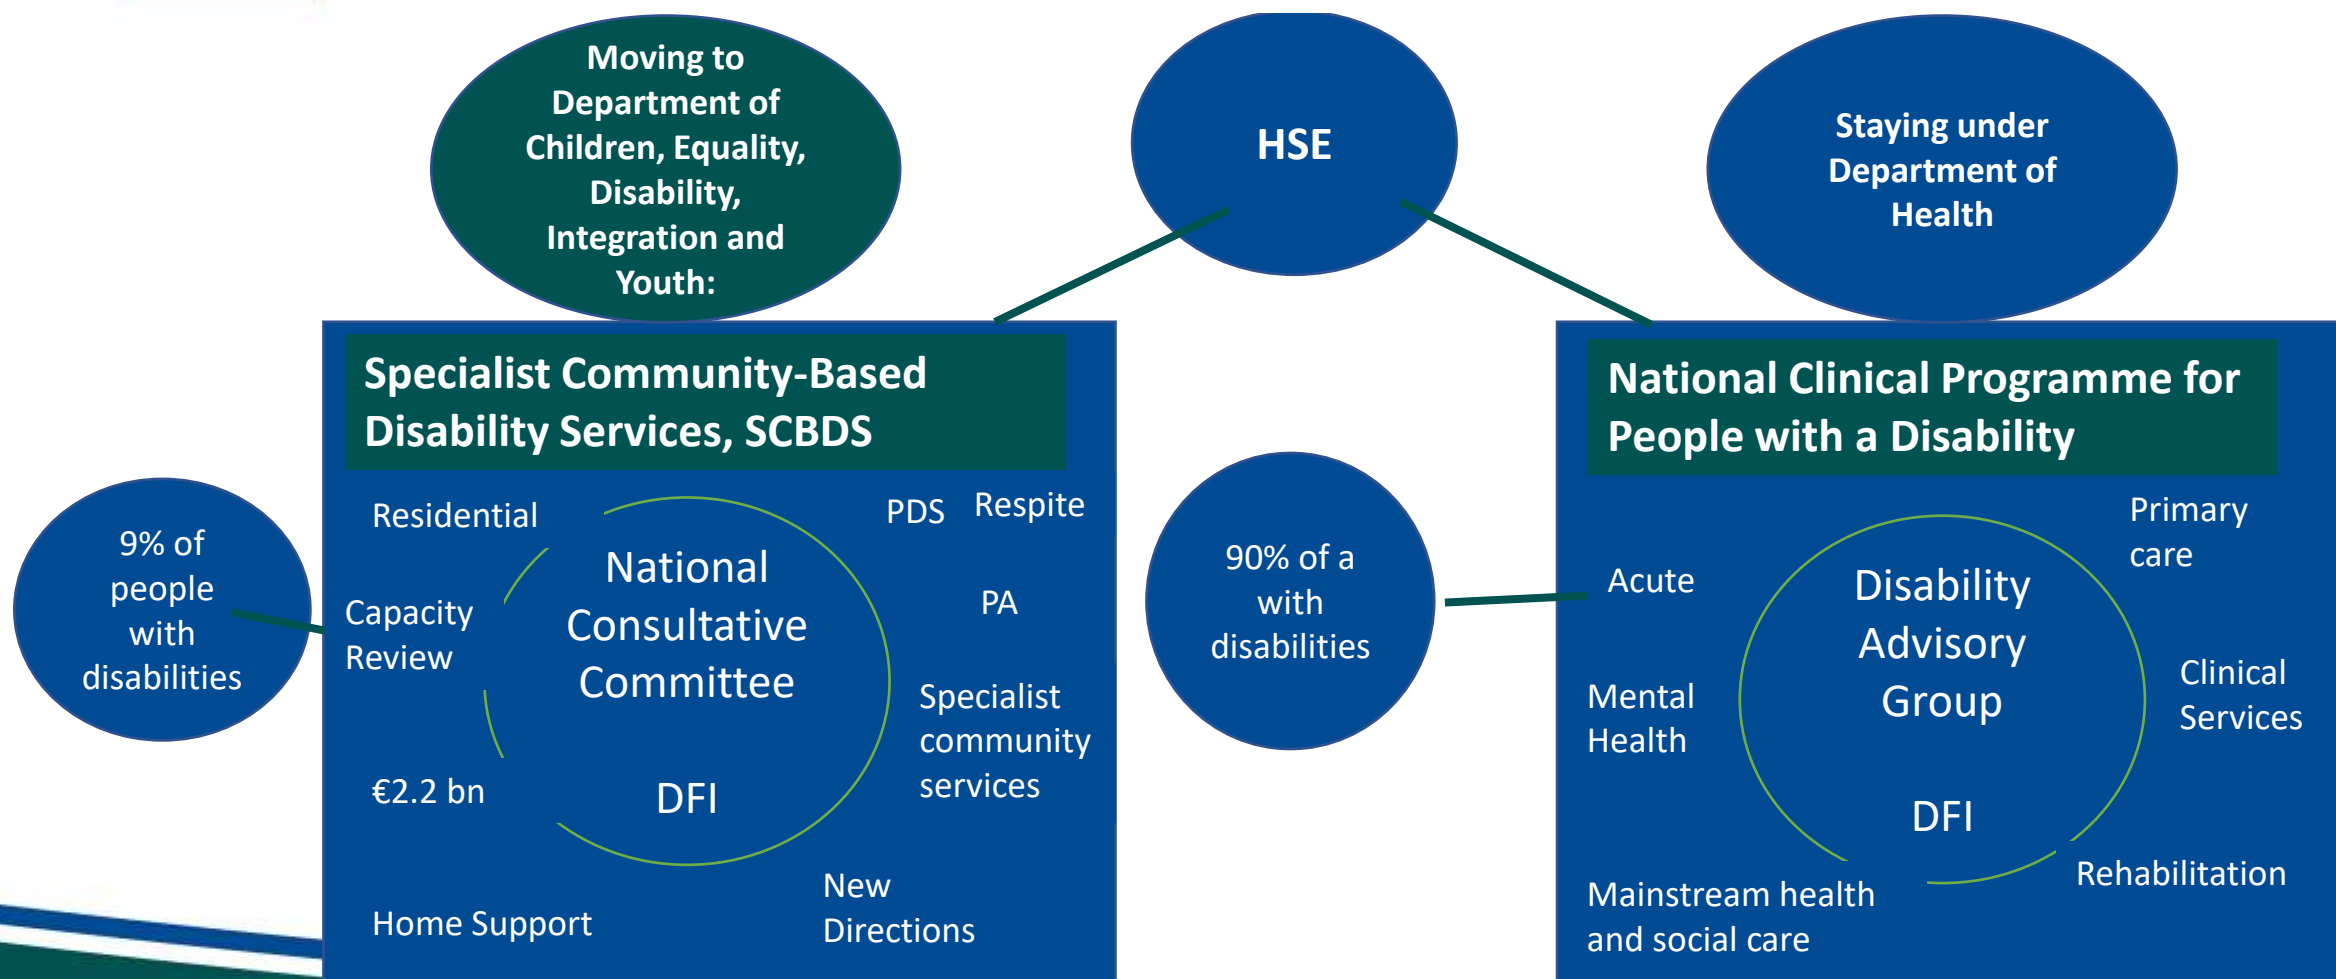 Moving to
Department of
Children, Equality,
Disability,
Integration and
Youth:
HSE
Staying under
Department of
Health
Specialist Community-Based
Disability Services, SCBDS
National Clinical Programme for
People with a Disability
9% of
people
with
disabilities
Residential
PDS
Respite
Capacity
Review
National
Consultative
Committee
PA
Specialist
community
services
€2.2 bn
DFI
Home Support
New
Directions
90% of a
with
disabilities
Acute
Primary
care
Disability
Advisory
Group
Mental
Health
Clinical
Services
DFI
Mainstream health
and social care
Rehabilitation